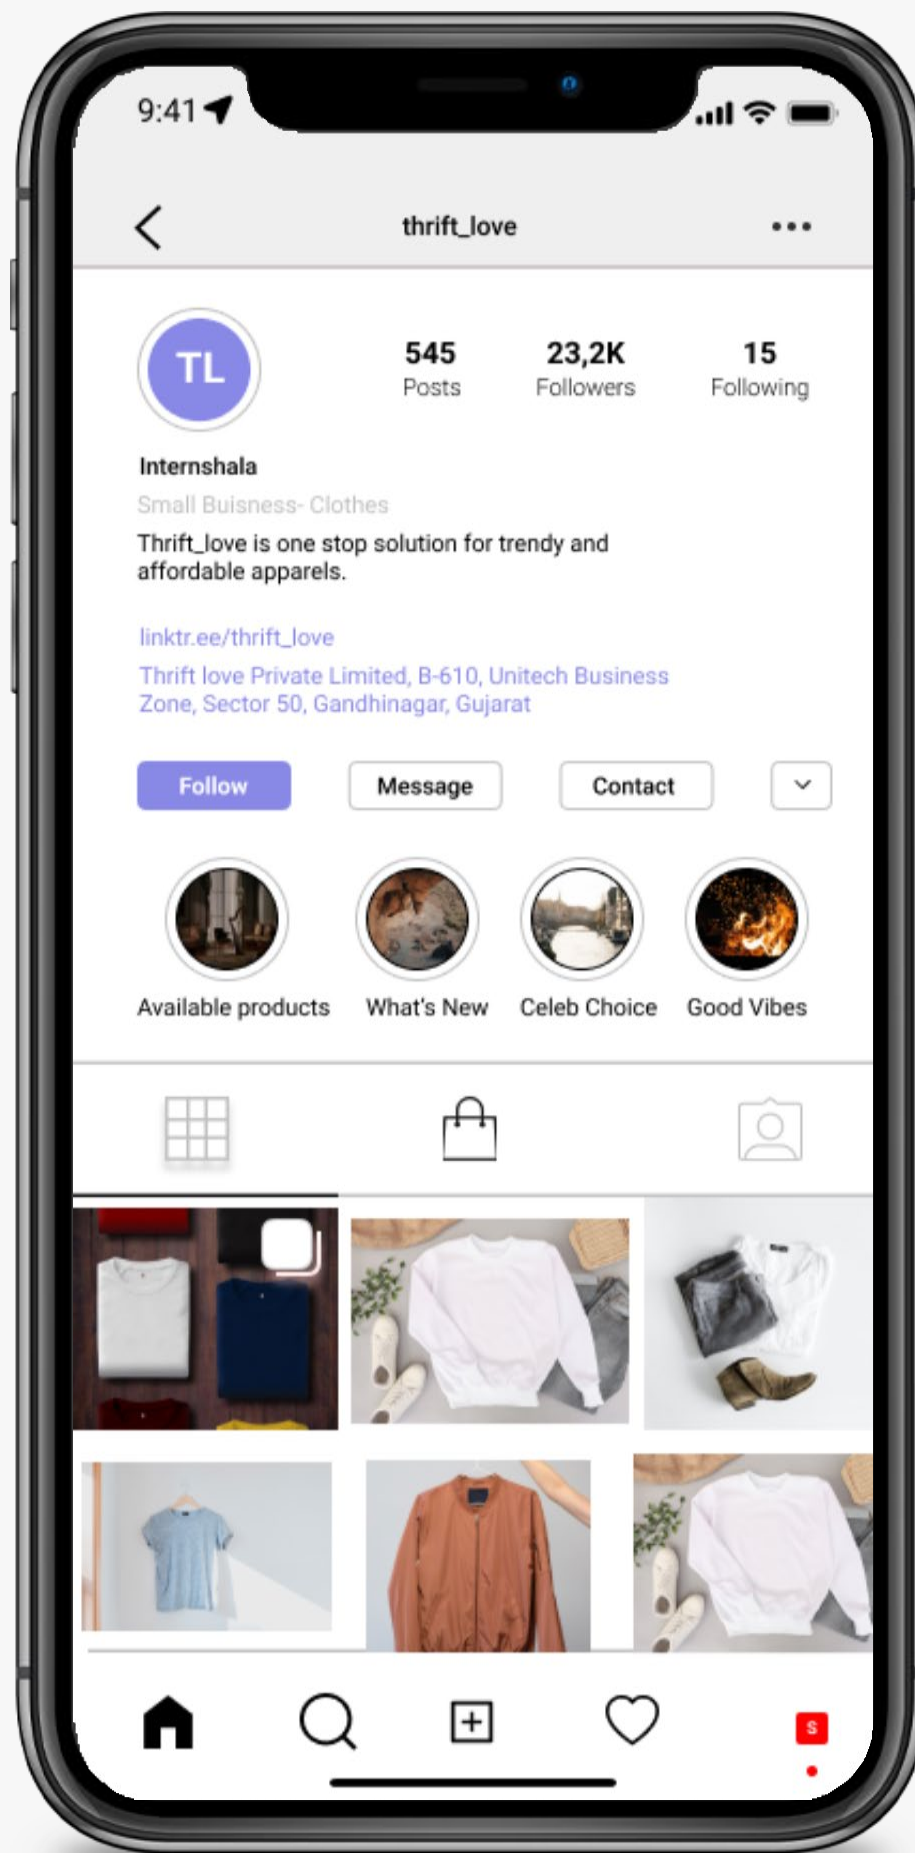 9:41
thrift_love
TL
545
23,2K
15
Posts
Followers
Following
Internshala
Small Buisness- Clothes
Thrift_love is one stop solution for trendy and
affordable apparels.
linktr.ee/thrift_love
Thrift love Private Limited, B-610, Unitech Business
Zone, Sector 50, Gandhinagar, Gujarat
Follow
Message
Contact
Available products
What's New
Celeb Choice
Good Vibes
S